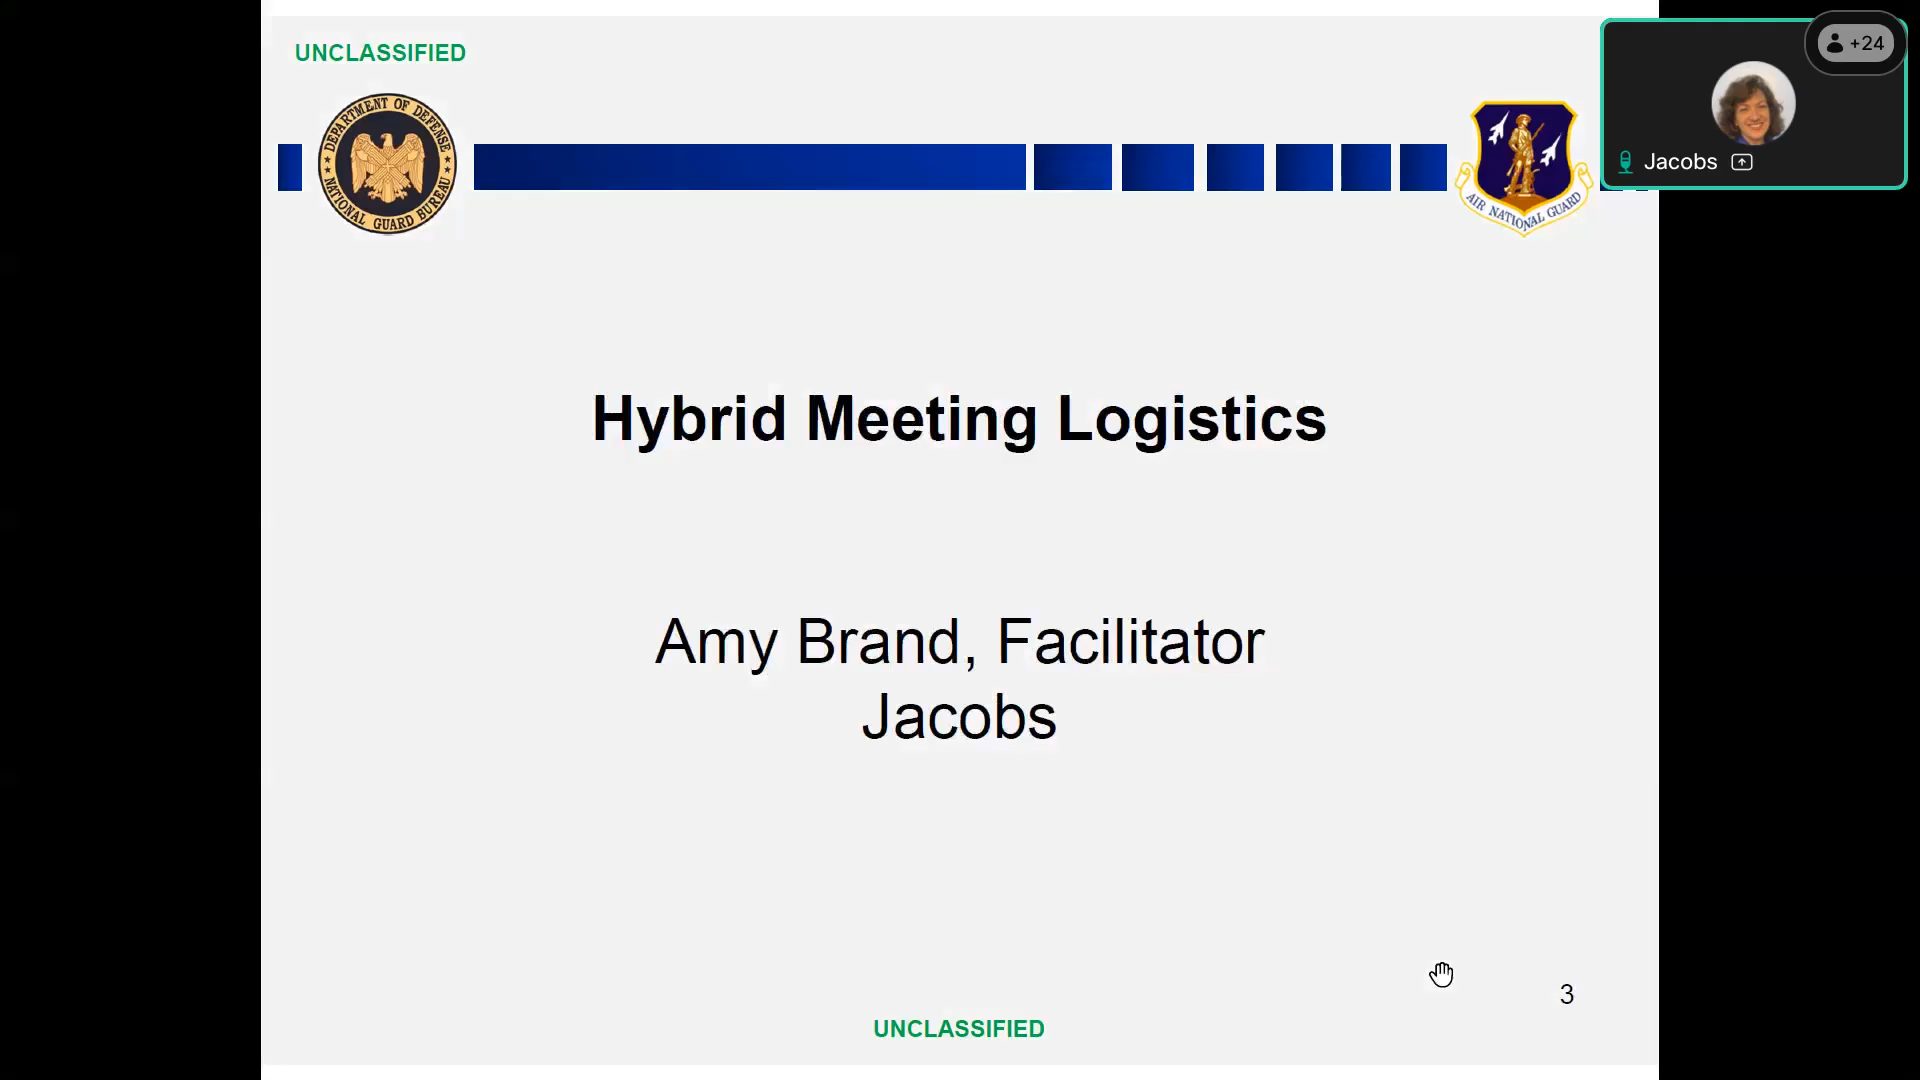 UNCLASSIFIED
+24
DEPARTMENT OF DEFENSE
NATIONAL GUARD BUREAU
AIR NATIONAL GUARD
Jacobs
Hybrid Meeting Logistics
Amy Brand, Facilitator
Jacobs
3
UNCLASSIFIED